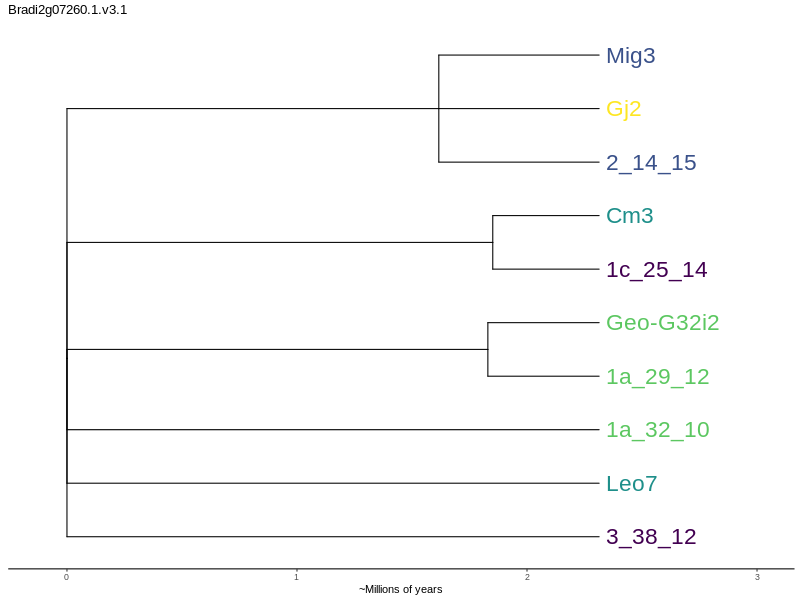 Bradi2g07260.1.v3.1
Mig3
Gj2
2_14_15
Cm3
1c_25_14
Geo-G32i2
1a_29_12
1a_32_10
Leo7
3_38_12
0 1 2 3
~Millions of years